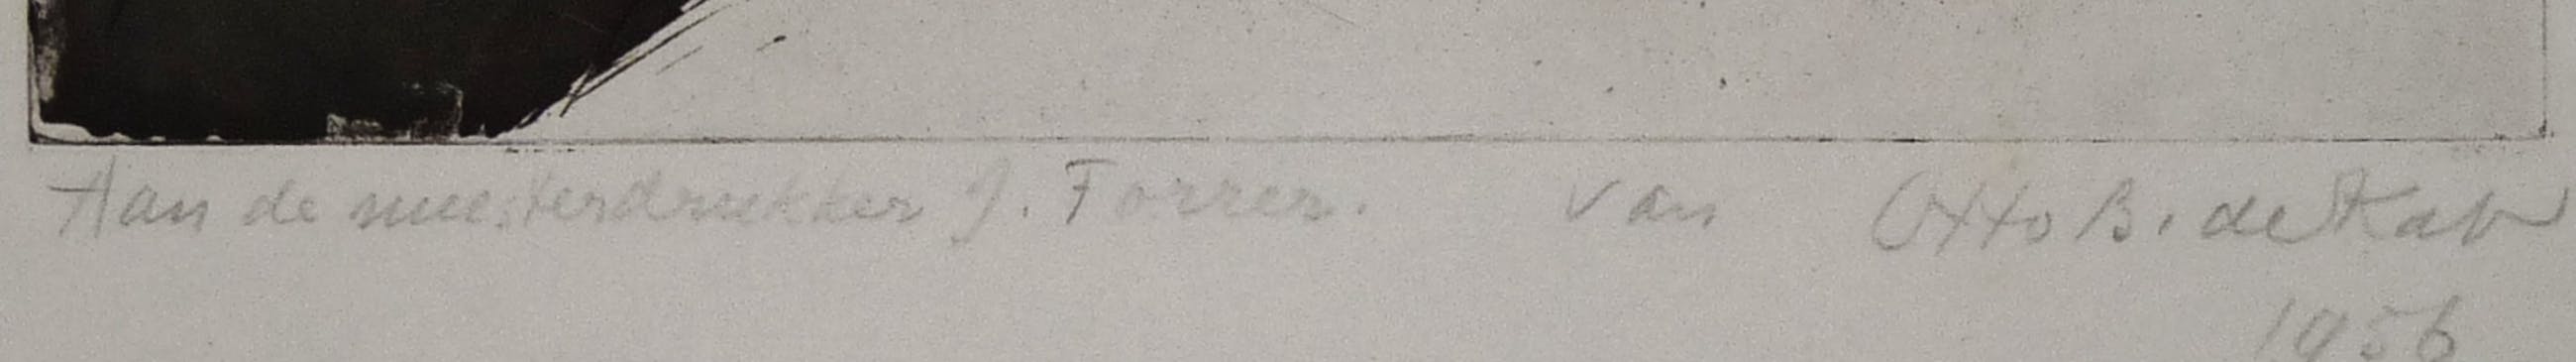 Aan de meesterdrukker J. Forrer. van Otto B. de Kat
1956